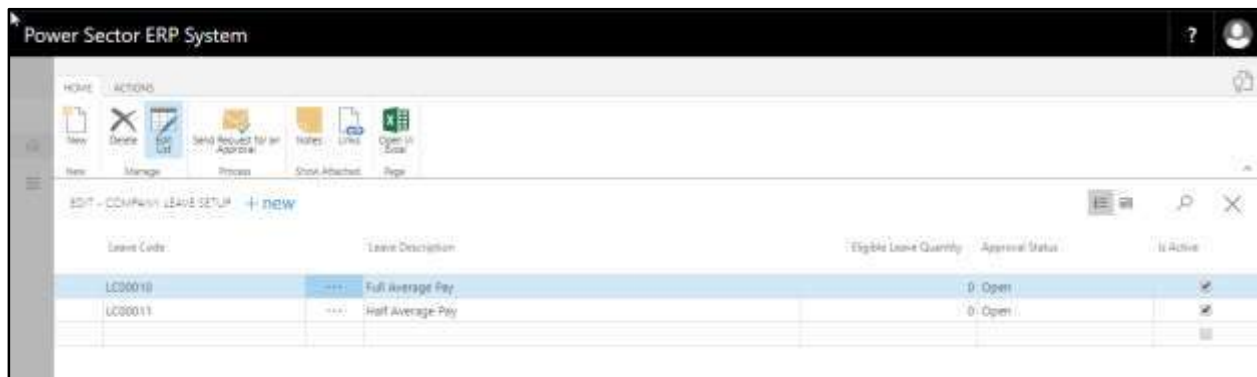 Power Sector ERP System ?
HOME ACTIONS
New Delete Edit List Send Request for an Approval Notes Links Open in Excel
New Manage Process Show Attached Page
EDIT - COMPANY LEAVE SETUP + new
Leave Code Leave Description Eligible Leave Quantity Approval Status Is Active
LC00010 ... Full Average Pay 0 Open
LC00011 ... Half Average Pay 0 Open